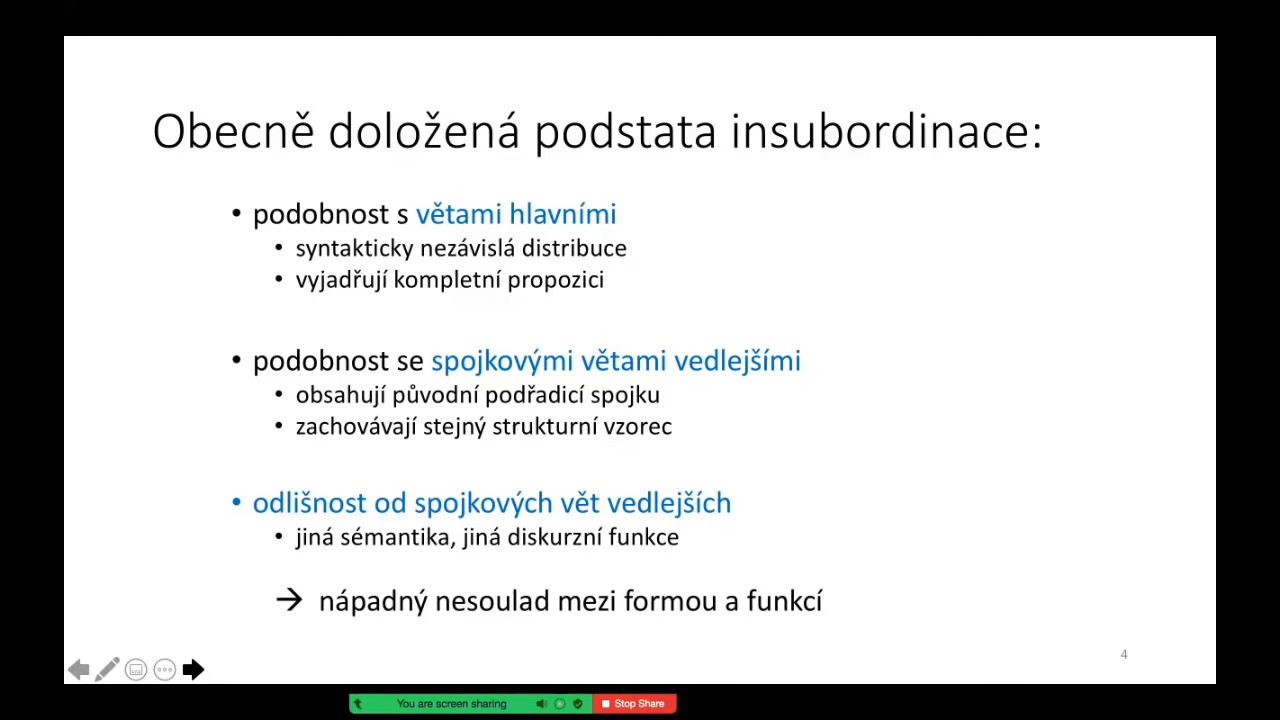 Obecně doložená podstata insubordinace:
• podobnost s větami hlavními
• syntakticky nezávislá distribuce
• vyjadřují kompletní propozici
• podobnost se spojkovými větami vedlejšími
• obsahují původní podřadicí spojku
• zachovávají stejný strukturní vzorec
• odlišnost od spojkových vět vedlejších
• jiná sémantika, jiná diskurzní funkce
→ nápadný nesoulad mezi formou a funkcí
4
You are screen sharing
Stop Share